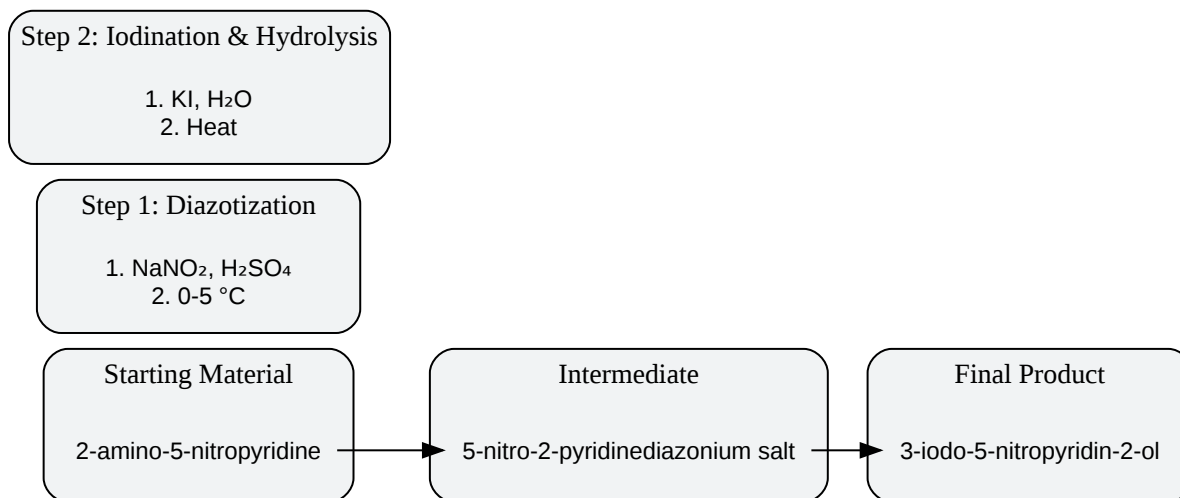 Step 2: Iodination & Hydrolysis
1. KI, H₂O
2. Heat
Step 1: Diazotization
1. NaNO₂, H₂SO₄
2. 0-5 °C
Starting Material
2-amino-5-nitropyridine
Intermediate
5-nitro-2-pyridinediazonium salt
Final Product
3-iodo-5-nitropyridin-2-ol